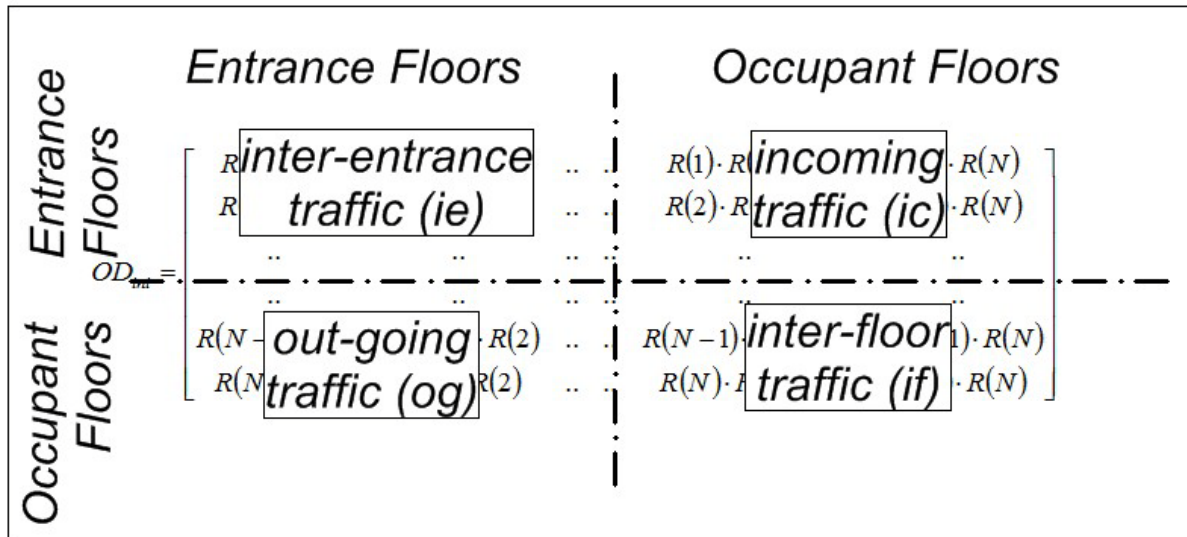 Entrance Floors
Occupant Floors
Entrance
Floors
inter-entrance
traffic (ie)
incoming
traffic (ic)
R .. .. R(1)·R( ·R(N)
R( .. .. R(2)·R ·R(N)
.. .. .. .. .. ..
OD_int =
.. .. .. .. .. ..
Occupant
Floors
out-going
traffic (og)
inter-floor
traffic (if)
R(N− ·R(2) .. .. R(N−1)· 1)·R(N)
R(N R(2) .. .. R(N)· ·R(N)